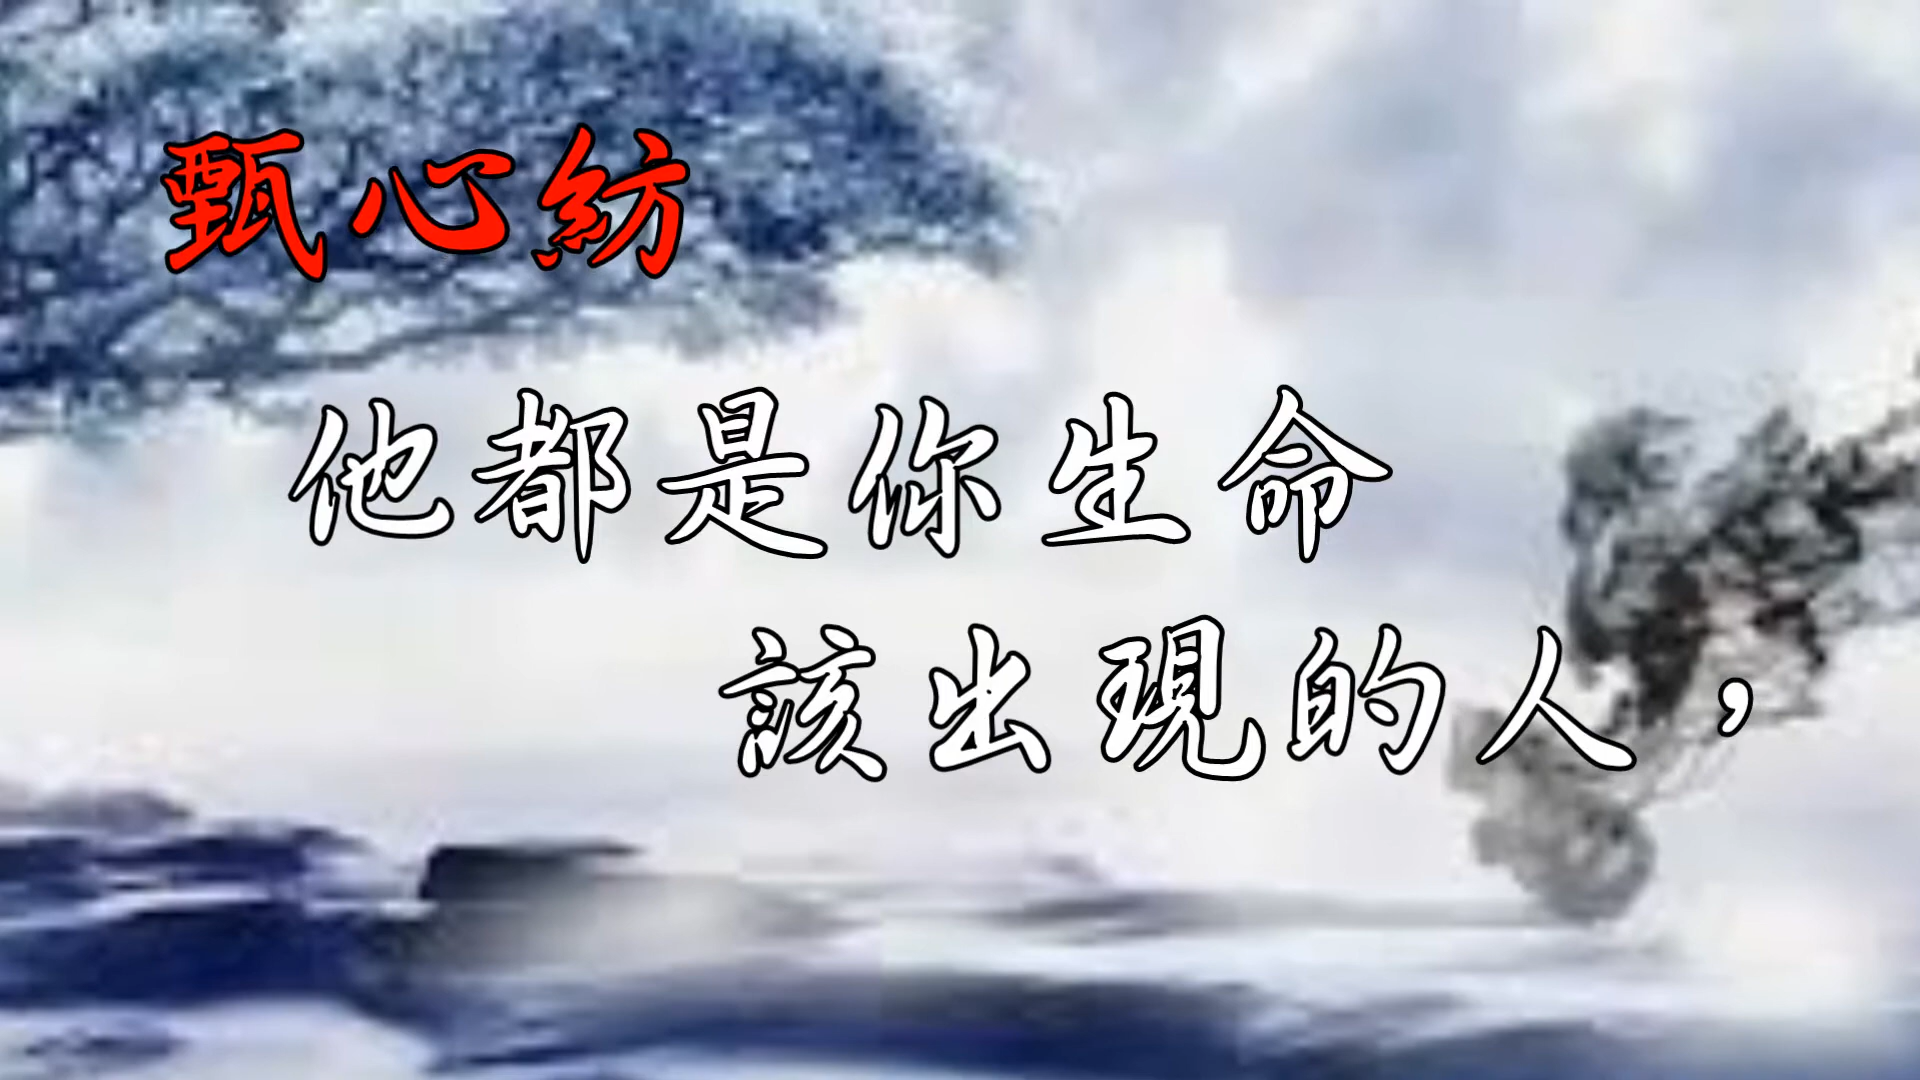 甄心紡
他都是你生命
該出現的人，